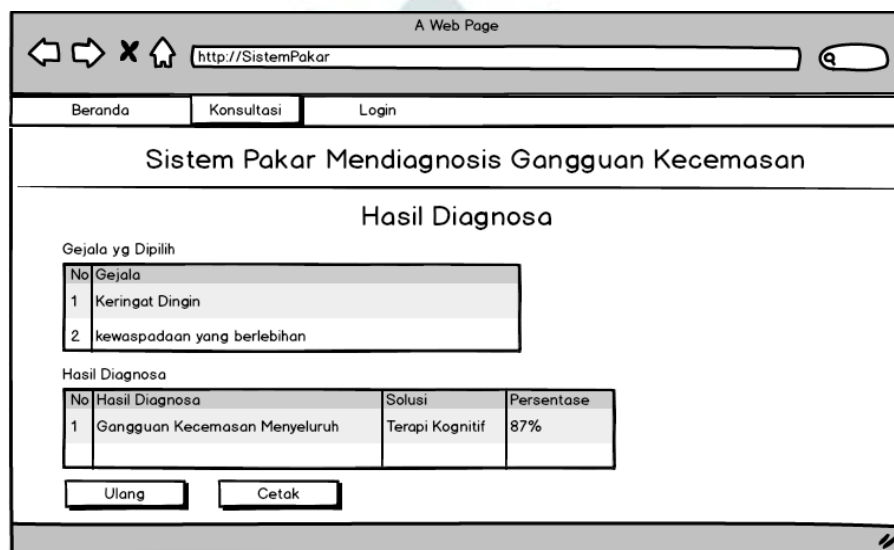 A Web Page
http://SistemPakar
Beranda Konsultasi Login
Sistem Pakar Mendiagnosis Gangguan Kecemasan
Hasil Diagnosa
Gejala yg Dipilih
No Gejala
1 Keringat Dingin
2 kewaspadaan yang berlebihan
Hasil Diagnosa
No Hasil Diagnosa Solusi Persentase
1 Gangguan Kecemasan Menyeluruh Terapi Kognitif 87%
Ulang Cetak